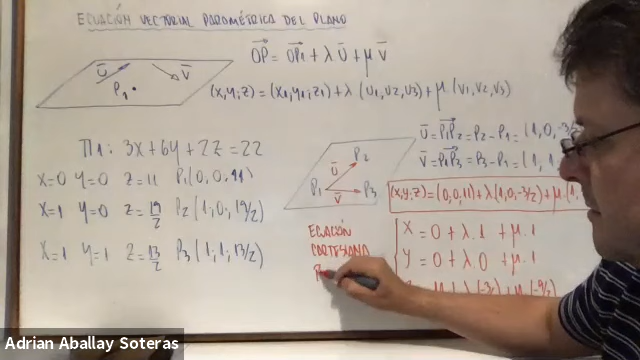 ECUACIÓN VECTORIAL PARAMÉTRICA DEL PLANO
OP = OP1 + λ U + μ V
U V
P1
(x,y,z) = (x1,y1,z1) + λ (U1,U2,U3) + μ (V1,V2,V3)
Π1: 3x + 6y + 2z = 22
x=0 y=0 z=11 P1(0,0,11)
x=1 y=0 z=19/2 P2(1;0;19/2)
x=1 y=1 z=13/2 P3(1;1;13/2)
P2
U
P1 V P3
U = P1P2 = P2 - P1 = (1,0,-3/2
V = P1P3 = P3 - P1 = (1,1,
(x,y,z) = (0,0,11) + λ(1,0,-3/2) + μ(1,
ECUACIÓN
CARTESIANA
P
x = 0 + λ.1 + μ.1
y = 0 + λ.0 + μ.1
Adrian Aballay Soteras